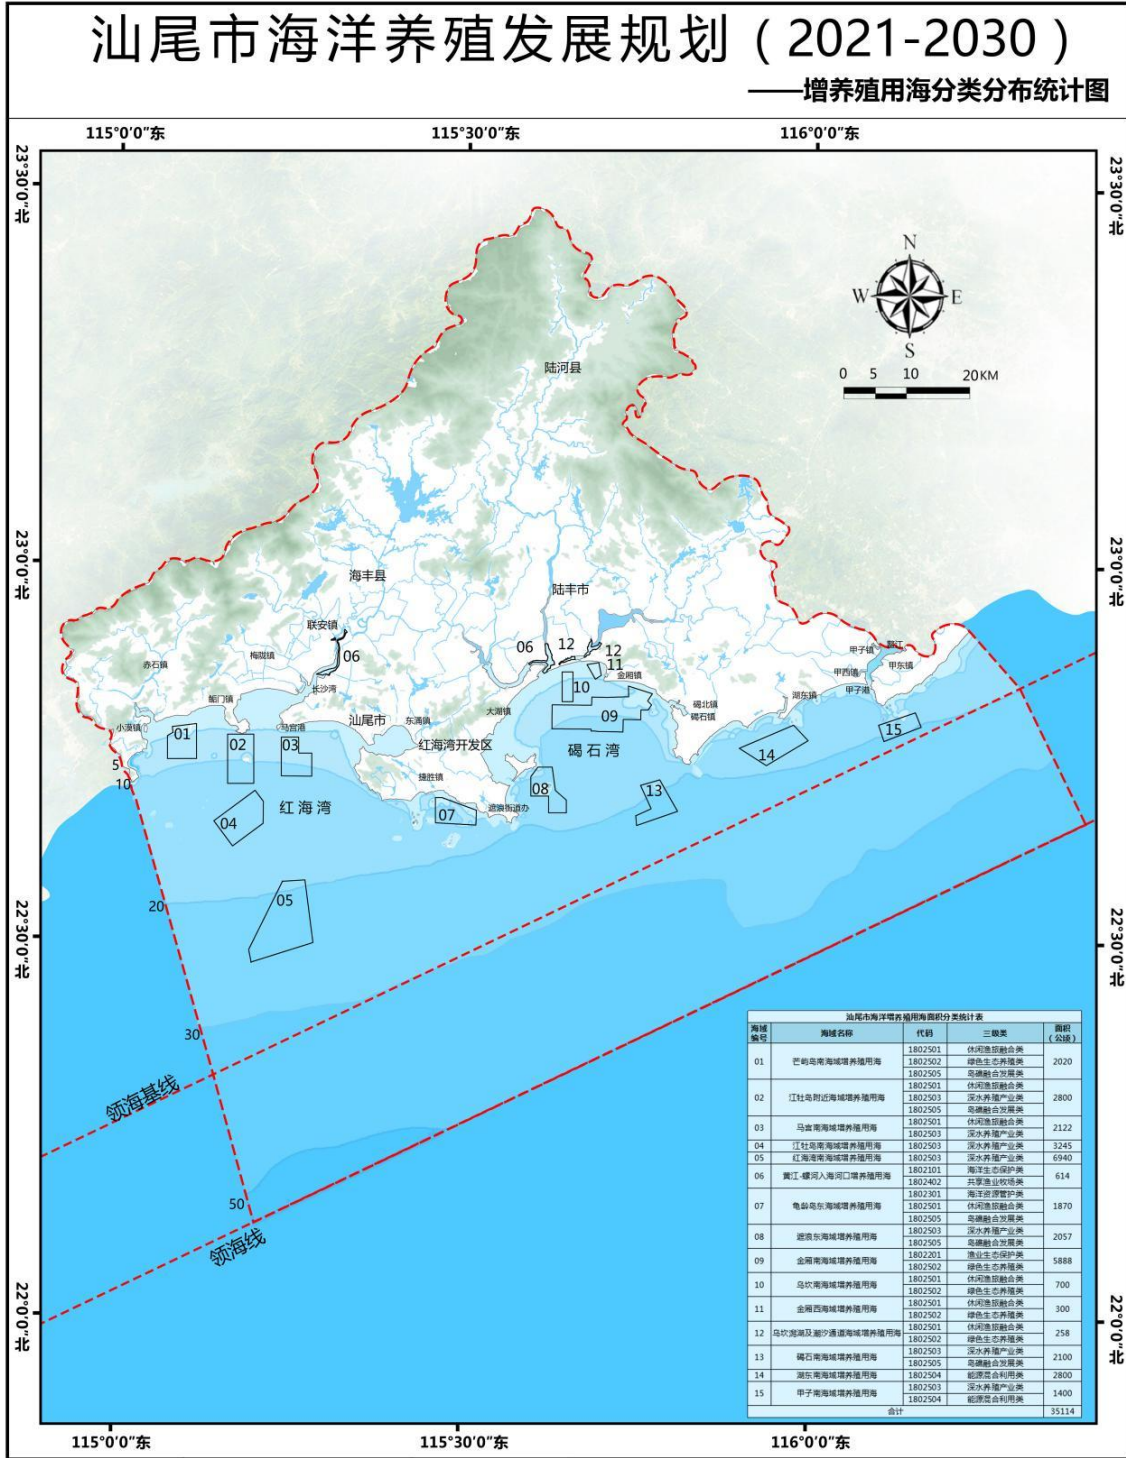 汕尾市海洋养殖发展规划（2021-2030）
——增养殖用海分类分布统计图
115°0'0"东
115°30'0"东
116°0'0"东
23°30'0"北
23°30'0"北
N
W
E
S
0 5 10 20KM
陆河县
23°0'0"北
23°0'0"北
海丰县
陆丰市
联安镇
06
06
12
12
11
赤石镇
梅陇镇
长沙湾
鲘门镇
小漠镇
马宫港
汕尾市
东涌镇
大湖镇
红海湾开发区
捷胜镇
遮浪街道办
金厢镇
碣北镇
碣石镇
湖东镇
甲子镇
甲西镇
甲东镇
甲子港
碣石湾
红海湾
01
02
03
04
05
07
08
09
10
13
14
15
5
10
20
30
50
22°30'0"北
22°30'0"北
领海基线
领海线
22°0'0"北
22°0'0"北
汕尾市海洋增养殖用海面积分类统计表
海域编号 海域名称 代码 三级类 面积（公顷）
01 芒屿岛南海域增养殖用海 2020
1802501 休闲渔旅融合类
1802502 绿色生态养殖类
1802505 岛礁融合发展类
02 江牡岛附近海域增养殖用海 2800
1802501 休闲渔旅融合类
1802503 深水养殖产业类
1802505 岛礁融合发展类
03 马宫南海域增养殖用海 2122
1802501 休闲渔旅融合类
1802503 深水养殖产业类
04 江牡岛南海域增养殖用海 1802503 深水养殖产业类 3245
05 红海湾南海域增养殖用海 1802503 深水养殖产业类 6940
06 黄江-螺河入海河口增养殖用海 614
1802101 海洋生态保护类
1802402 共享渔业牧场类
07 龟龄岛东海域增养殖用海 1870
1802301 海洋资源管护类
1802501 休闲渔旅融合类
1802505 岛礁融合发展类
08 遮浪东海域增养殖用海 2057
1802503 深水养殖产业类
1802505 岛礁融合发展类
09 金厢南海域增养殖用海 5888
1802201 渔业生态保护类
1802502 绿色生态养殖类
10 乌坎南海域增养殖用海 700
1802501 休闲渔旅融合类
1802502 绿色生态养殖类
11 金厢西海域增养殖用海 300
1802501 休闲渔旅融合类
1802502 绿色生态养殖类
12 乌坎潟湖及潮汐通道海域增养殖用海 258
1802501 休闲渔旅融合类
1802502 绿色生态养殖类
13 碣石南海域增养殖用海 2100
1802503 深水养殖产业类
1802505 岛礁融合发展类
14 湖东南海域增养殖用海 1802504 能源混合利用类 2800
15 甲子南海域增养殖用海 1400
1802503 深水养殖产业类
1802504 能源混合利用类
合计 35114
115°0'0"东
115°30'0"东
116°0'0"东